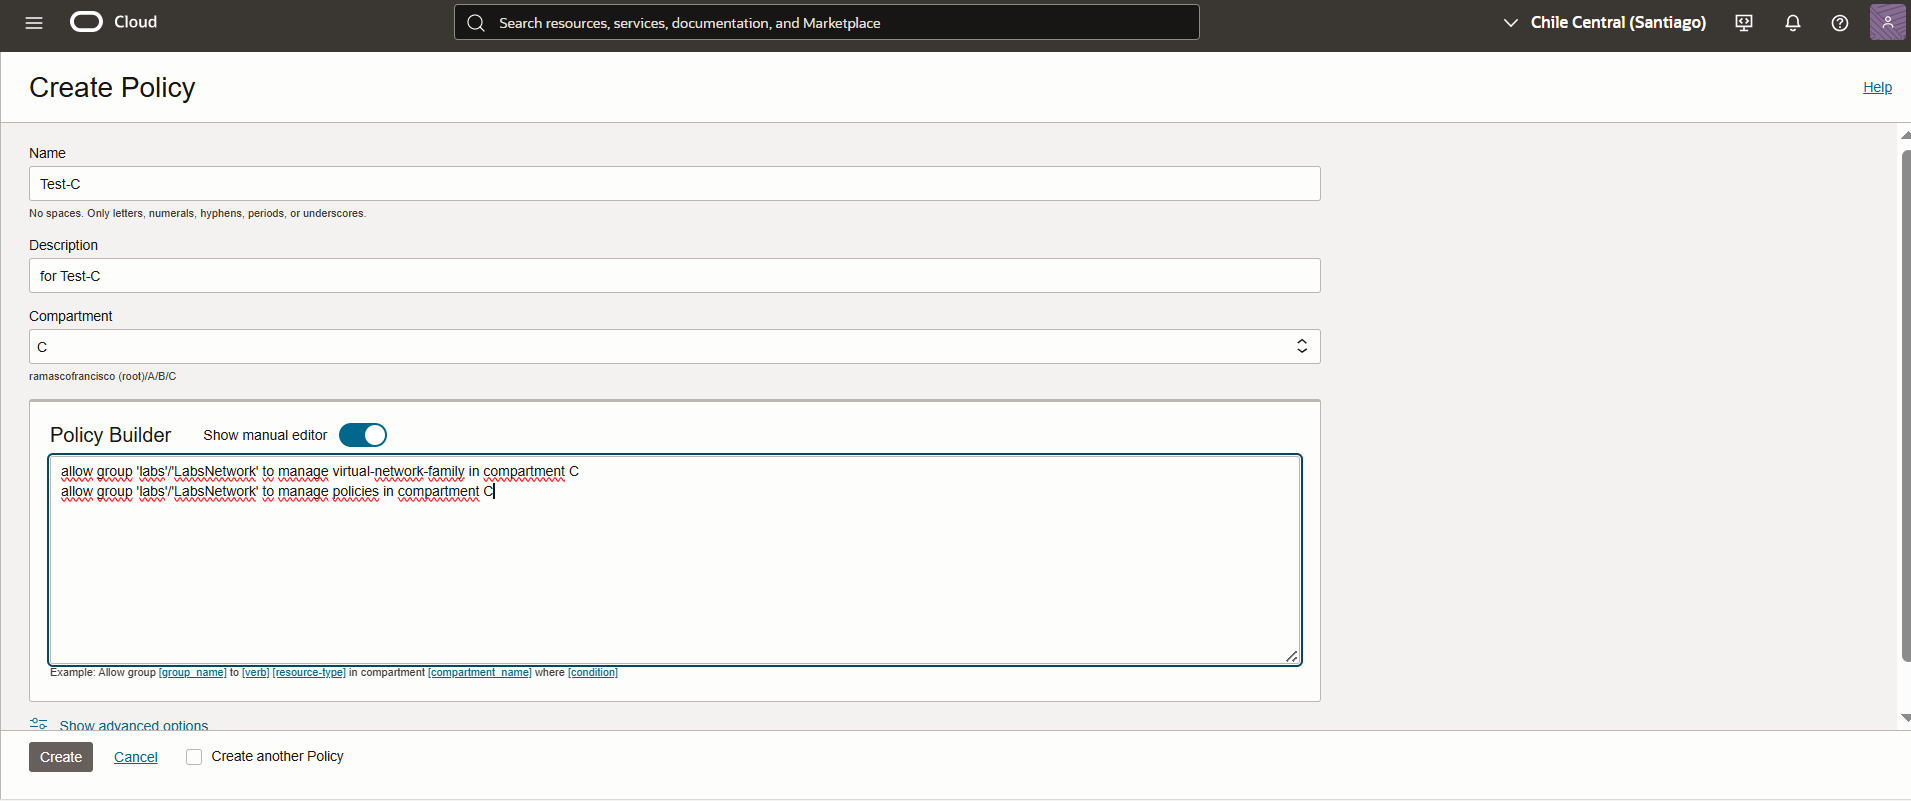 Cloud
Search resources, services, documentation, and Marketplace
Chile Central (Santiago)
Create Policy
Help
Name
Test-C
No spaces. Only letters, numerals, hyphens, periods, or underscores.
Description
for Test-C
Compartment
C
ramascofrancisco (root)/A/B/C
Policy Builder
Show manual editor
allow group 'labs'/'LabsNetwork' to manage virtual-network-family in compartment C
allow group 'labs'/'LabsNetwork' to manage policies in compartment C
Example: Allow group [group_name] to [verb] [resource-type] in compartment [compartment_name] where [condition]
Show advanced options
Create
Cancel
Create another Policy